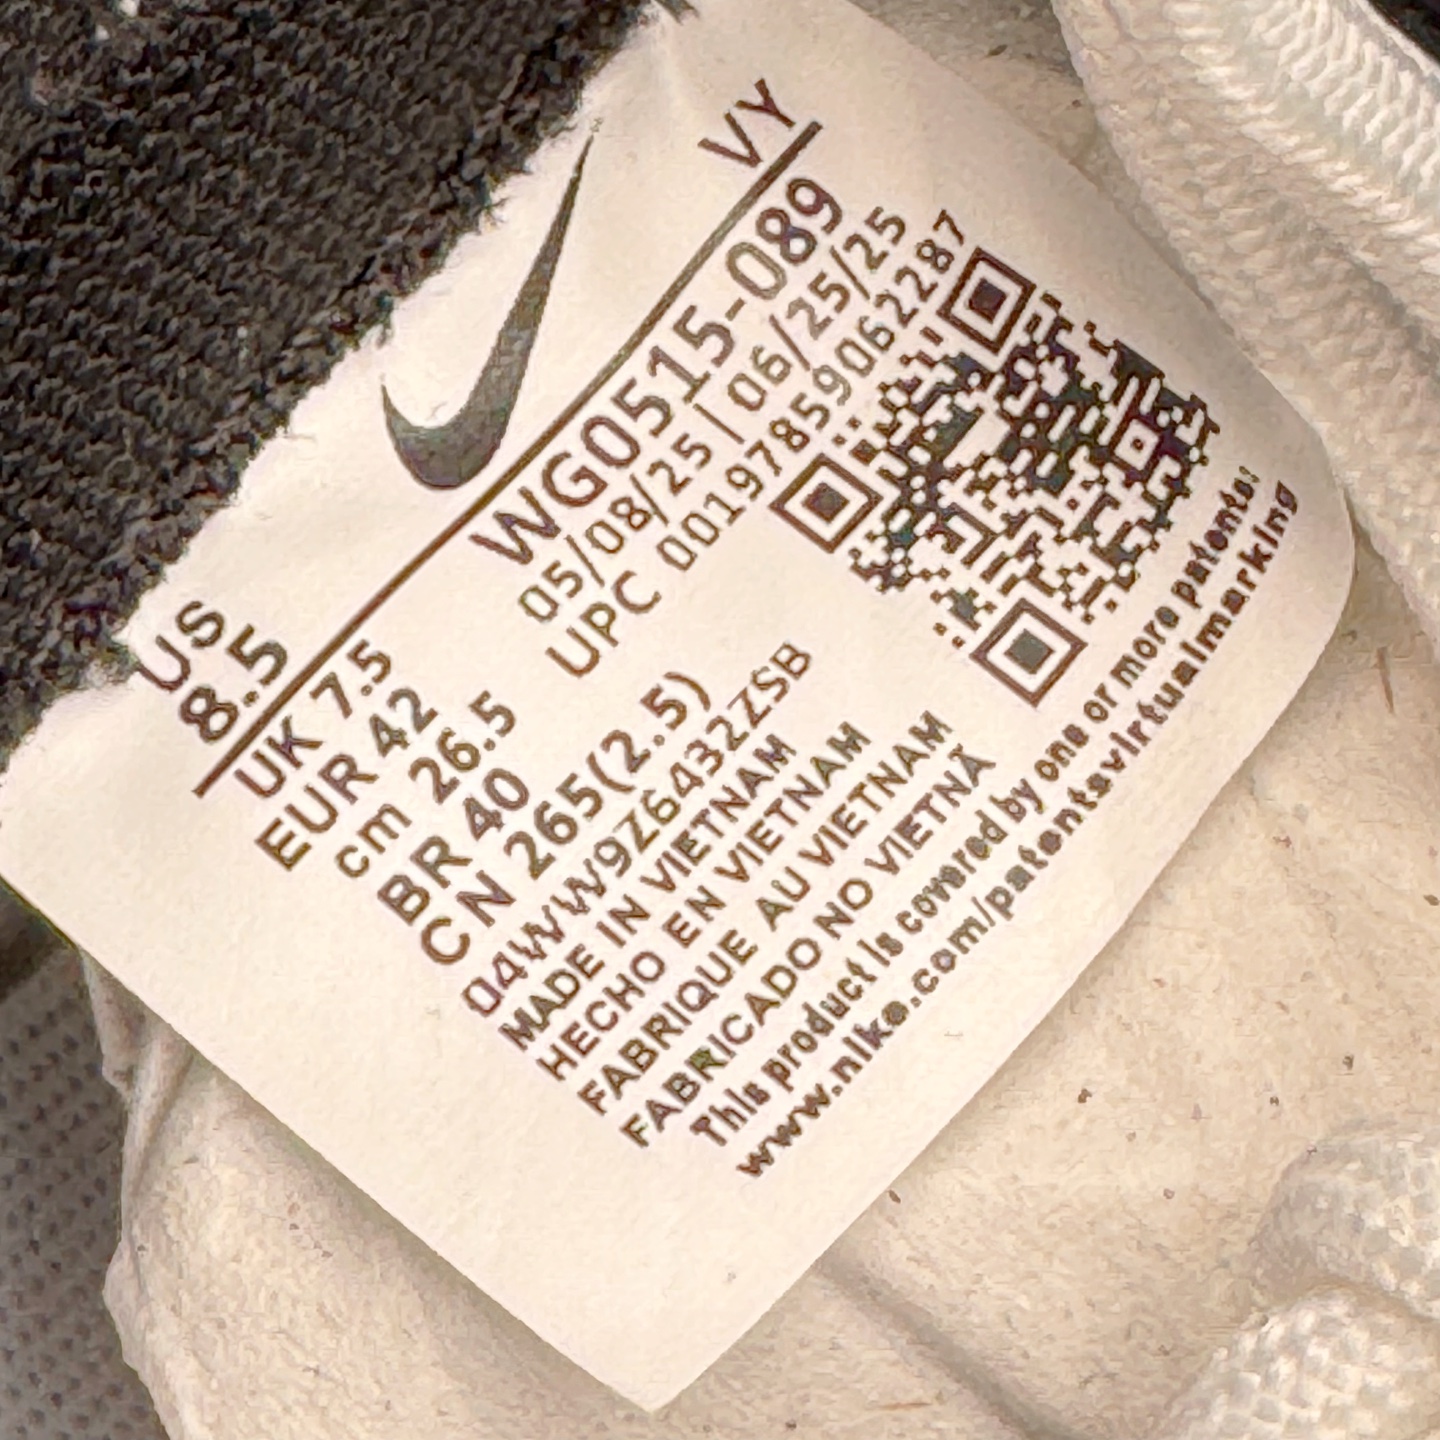 VY
US
8.5
WG0515-089
05/08/25 | 06/25/25
UPC 00197859062287
UK 7.5
EUR 42
cm 26.5
BR 40
CN 265(2.5)
04WW9Z6432ZSB
MADE IN VIETNAM
HECHO EN VIETNAM
FABRIQUE AU VIETNAM
FABRICADO NO VIETNÃ
This product is covered by one or more patents:
www.nike.com/patentsvirtualmarking